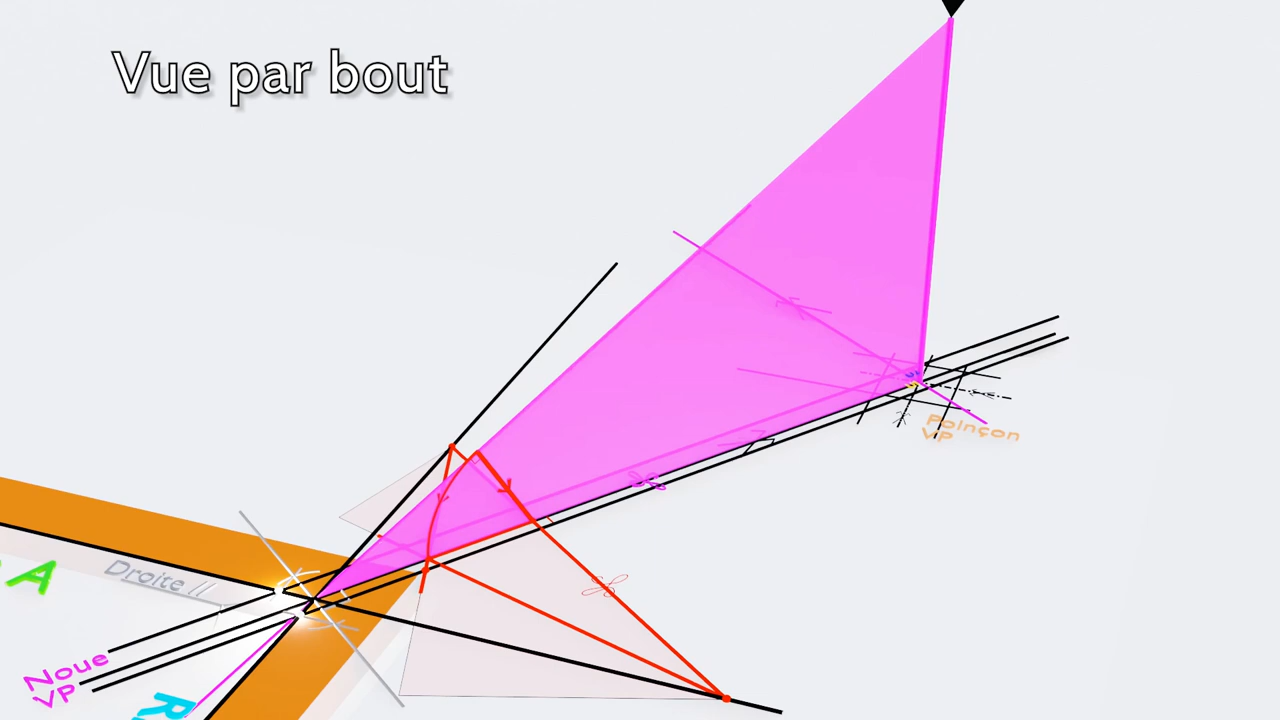 Vue par bout
Poinçon
VP
Droite //
A
Noue
VP
R